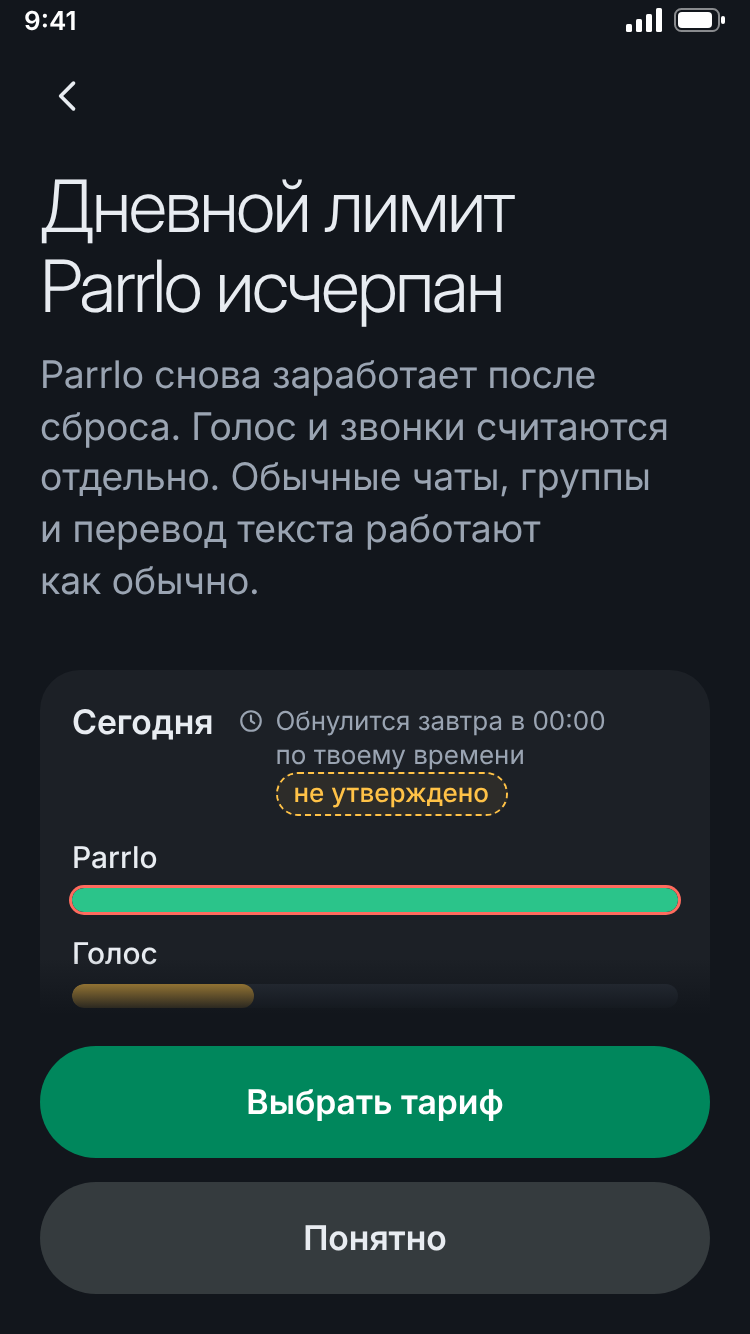 9:41
Дневной лимит
Parrlo исчерпан
Parrlo снова заработает после
сброса. Голос и звонки считаются
отдельно. Обычные чаты, группы
и перевод текста работают
как обычно.
Сегодня
Обнулится завтра в 00:00
по твоему времени
не утверждено
Parrlo
Голос
Выбрать тариф
Понятно